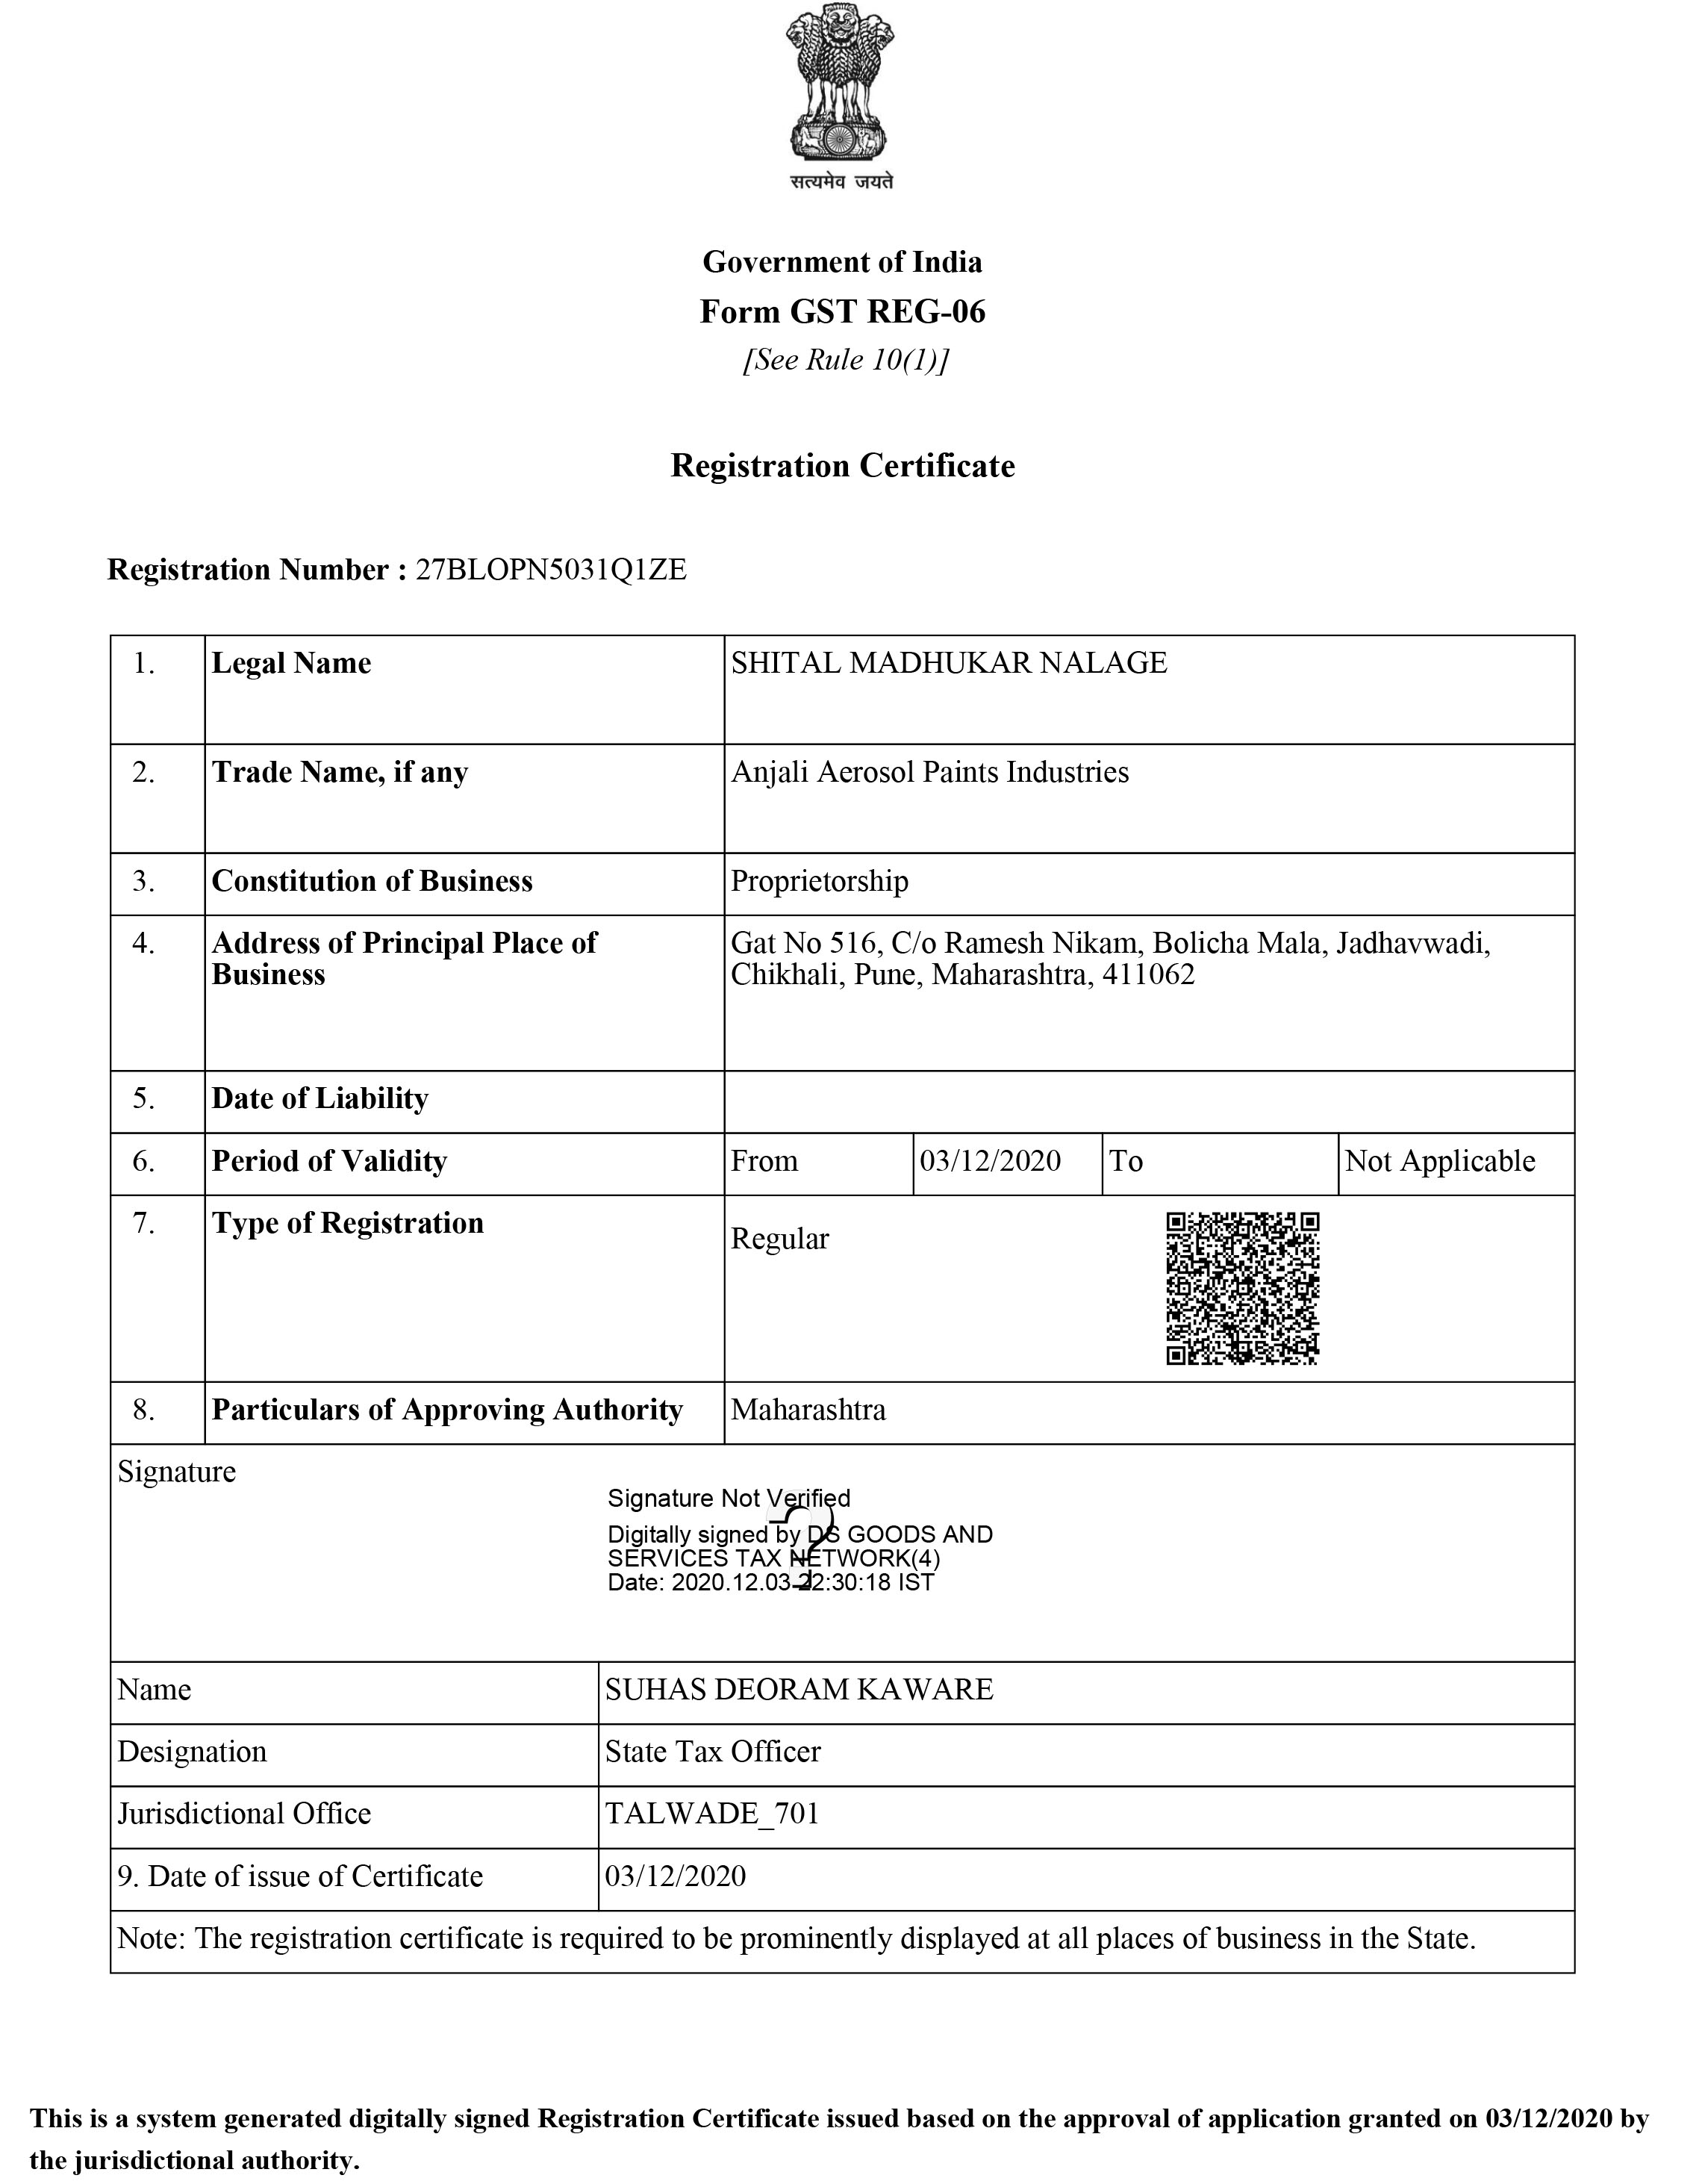 सत्यमेव जयते
Government of India
Form GST REG-06
[See Rule 10(1)]
Registration Certificate
Registration Number : 27BLOPN5031Q1ZE
1. Legal Name SHITAL MADHUKAR NALAGE
2. Trade Name, if any Anjali Aerosol Paints Industries
3. Constitution of Business Proprietorship
4. Address of Principal Place of Gat No 516, C/o Ramesh Nikam, Bolicha Mala, Jadhavwadi,
Business Chikhali, Pune, Maharashtra, 411062
5. Date of Liability
6. Period of Validity From 03/12/2020 To Not Applicable
7. Type of Registration Regular
8. Particulars of Approving Authority Maharashtra
Signature
Signature Not Verified
Digitally signed by DS GOODS AND
SERVICES TAX NETWORK(4)
Date: 2020.12.03 22:30:18 IST
Name SUHAS DEORAM KAWARE
Designation State Tax Officer
Jurisdictional Office TALWADE_701
9. Date of issue of Certificate 03/12/2020
Note: The registration certificate is required to be prominently displayed at all places of business in the State.
This is a system generated digitally signed Registration Certificate issued based on the approval of application granted on 03/12/2020 by
the jurisdictional authority.